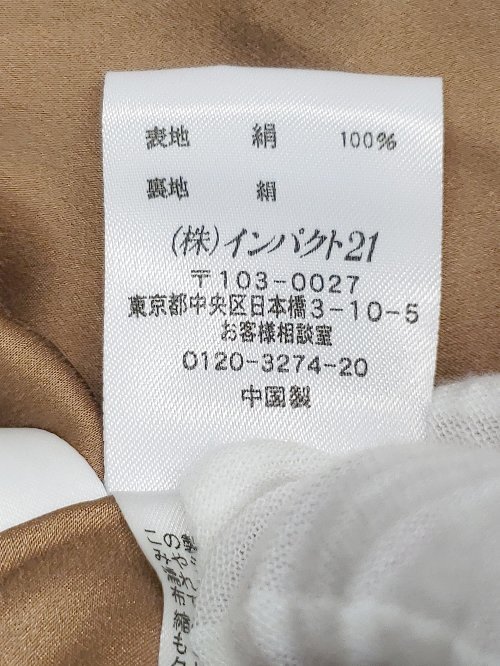 表地 絹 100%
裏地 絹
(株)インパクト21
〒103-0027
東京都中央区日本橋3-10-5
お客様相談室
0120-3274-20
中国製